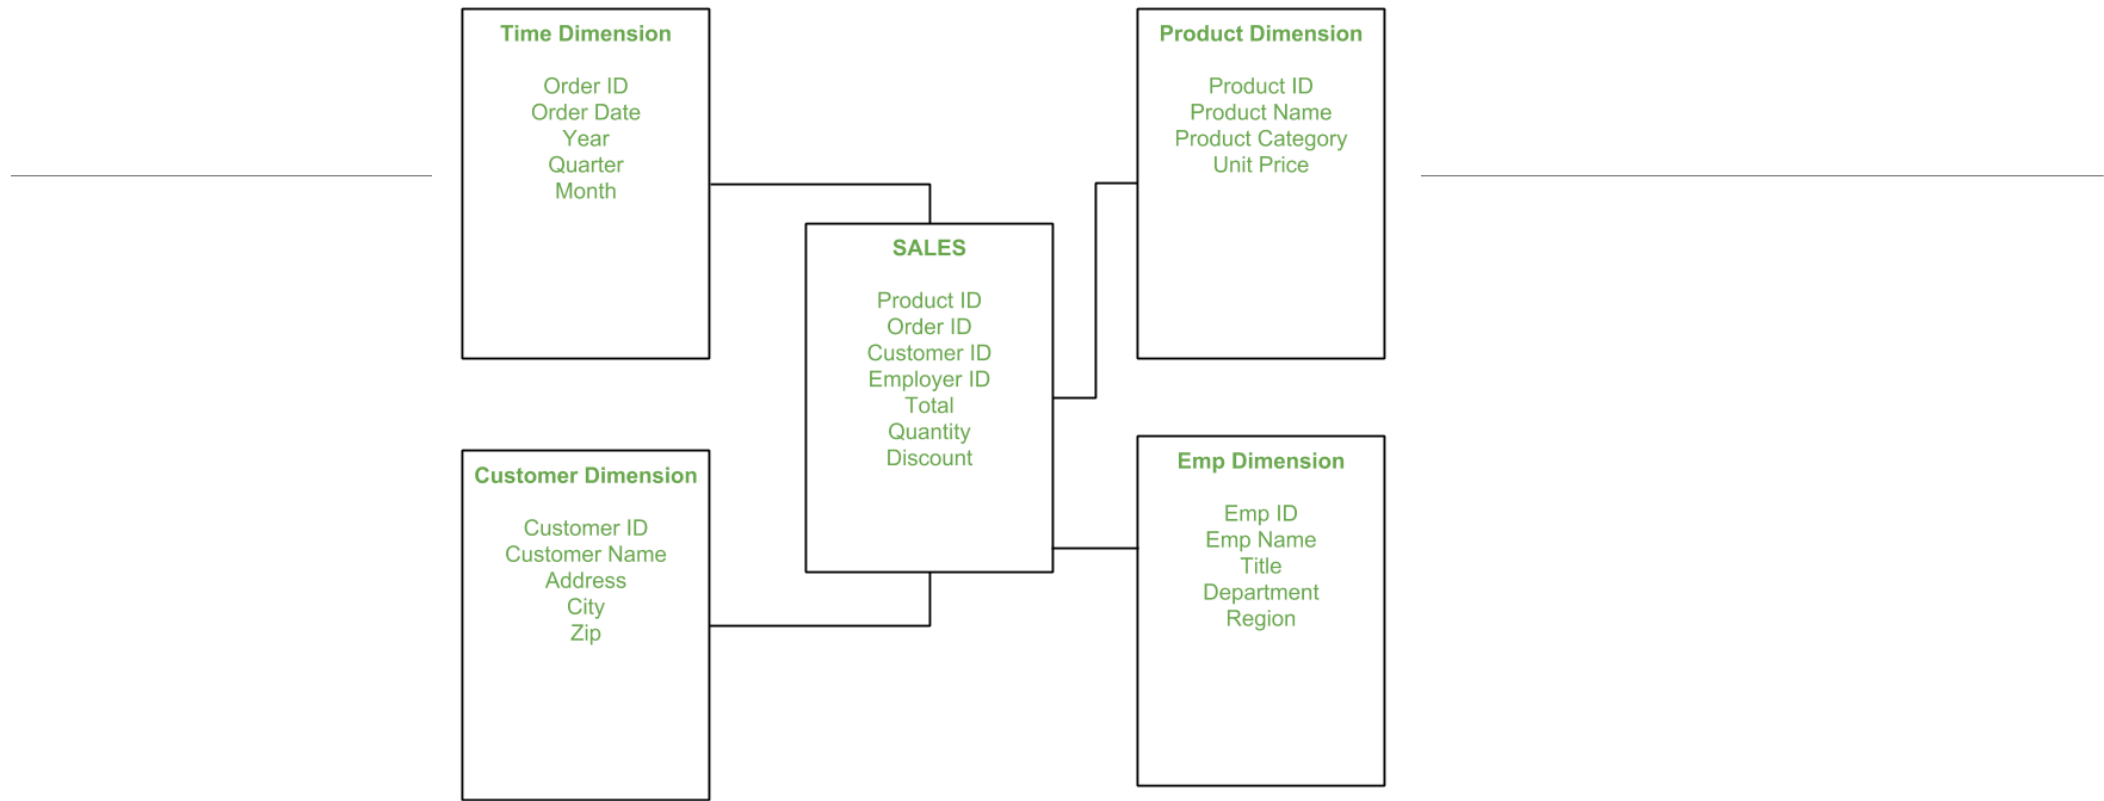 Time Dimension
Order ID
Order Date
Year
Quarter
Month
Product Dimension
Product ID
Product Name
Product Category
Unit Price
SALES
Product ID
Order ID
Customer ID
Employer ID
Total
Quantity
Discount
Customer Dimension
Customer ID
Customer Name
Address
City
Zip
Emp Dimension
Emp ID
Emp Name
Title
Department
Region